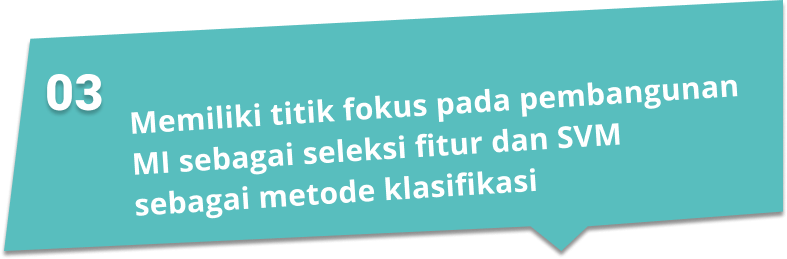 03
Memiliki titik fokus pada pembangunan
MI sebagai seleksi fitur dan SVM
sebagai metode klasifikasi